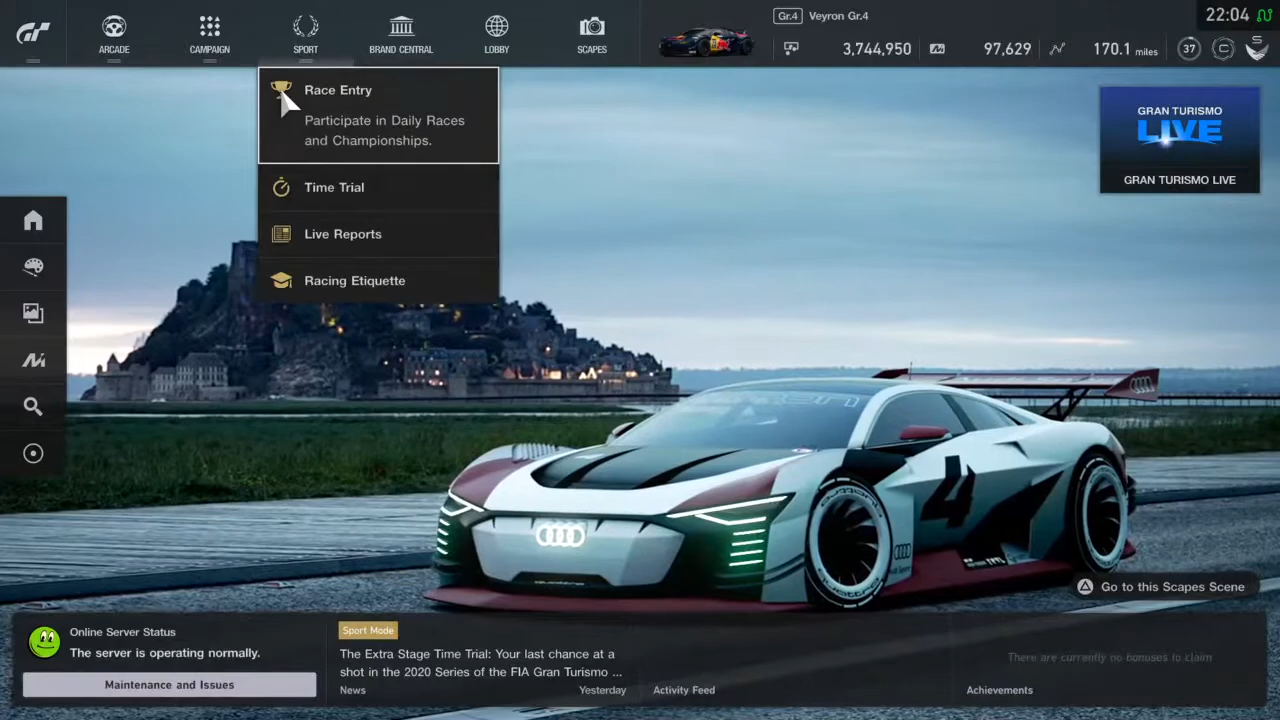 ARCADE
CAMPAIGN
SPORT
BRAND CENTRAL
LOBBY
SCAPES
Gr.4 Veyron Gr.4
3,744,950
97,629
170.1 miles
37
C
S
22:04
Race Entry
Participate in Daily Races
and Championships.
Time Trial
Live Reports
Racing Etiquette
GRAN TURISMO
LIVE
GRAN TURISMO LIVE
4
Go to this Scapes Scene
Online Server Status
The server is operating normally.
Maintenance and Issues
Sport Mode
The Extra Stage Time Trial: Your last chance at a
shot in the 2020 Series of the FIA Gran Turismo ...
News
Yesterday
Activity Feed
There are currently no bonuses to claim
Achievements